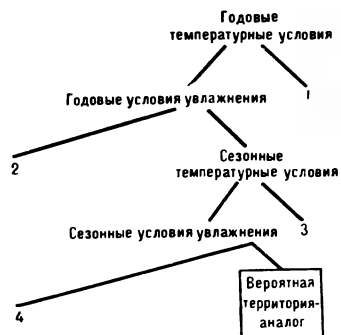 Годовые
температурные условия
Годовые условия увлажнения
1
2
Сезонные
температурные условия
Сезонные условия увлажнения
3
4
Вероятная
территория-
аналог